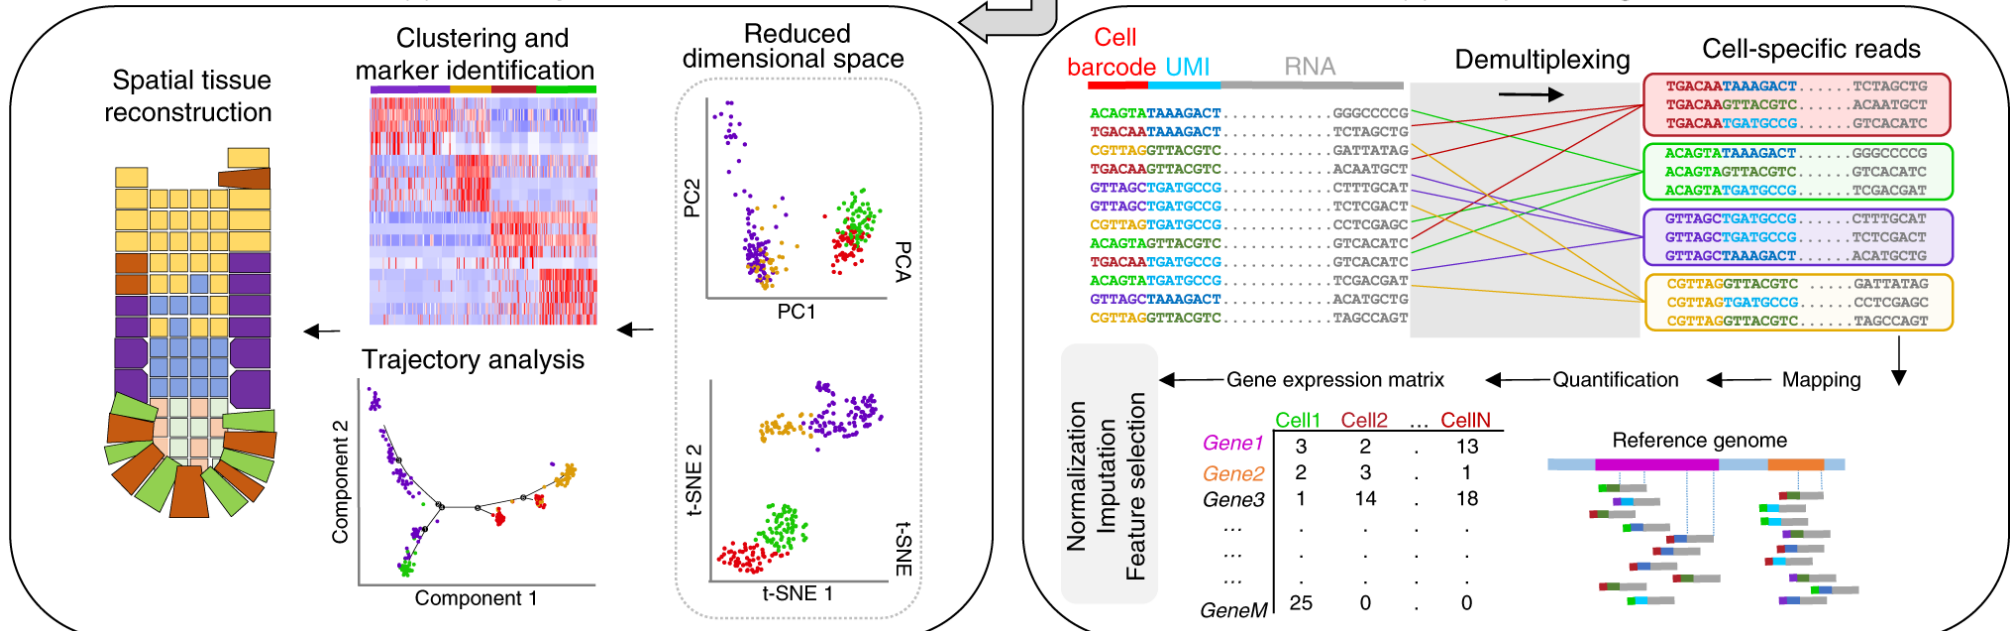 Spatial tissue
reconstruction
Clustering and
marker identification
Trajectory analysis
Component 2
Component 1
Reduced
dimensional space
PC2
PC1
PCA
t-SNE 2
t-SNE 1
t-SNE
Cell
barcode UMI RNA
ACAGTATAAAGACT............GGGCCCCG
TGACAATAAAGACT............TCTAGCTG
CGTTAGGTTACGTC............GATTATAG
TGACAAGTTACGTC............ACAATGCT
GTTAGCTGATGCCG............CTTTGCAT
GTTAGCTGATGCCG............TCTCGACT
CGTTAGTGATGCCG............CCTCGAGC
ACAGTAGTTACGTC............GTCACATC
TGACAATGATGCCG............GTCACATC
ACAGTATGATGCCG............TCGACGAT
GTTAGCTAAAGACT............ACATGCTG
CGTTAGGTTACGTC............TAGCCAGT
Demultiplexing
Cell-specific reads
TGACAATAAAGACT......TCTAGCTG
TGACAAGTTACGTC......ACAATGCT
TGACAATGATGCCG......GTCACATC
ACAGTATAAAGACT......GGGCCCCG
ACAGTAGTTACGTC......GTCACATC
ACAGTATGATGCCG......TCGACGAT
GTTAGCTGATGCCG......CTTTGCAT
GTTAGCTGATGCCG......TCTCGACT
GTTAGCTAAAGACT......ACATGCTG
CGTTAGGTTACGTC ......GATTATAG
CGTTAGTGATGCCG......CCTCGAGC
CGTTAGGTTACGTC......TAGCCAGT
Mapping
Quantification
Gene expression matrix
Normalization
Imputation
Feature selection
Cell1 Cell2 ... CellN
Gene1 3 2 . 13
Gene2 2 3 . 1
Gene3 1 14 . 18
... . . . .
... . . . .
... . . . .
GeneM 25 0 . 0
Reference genome